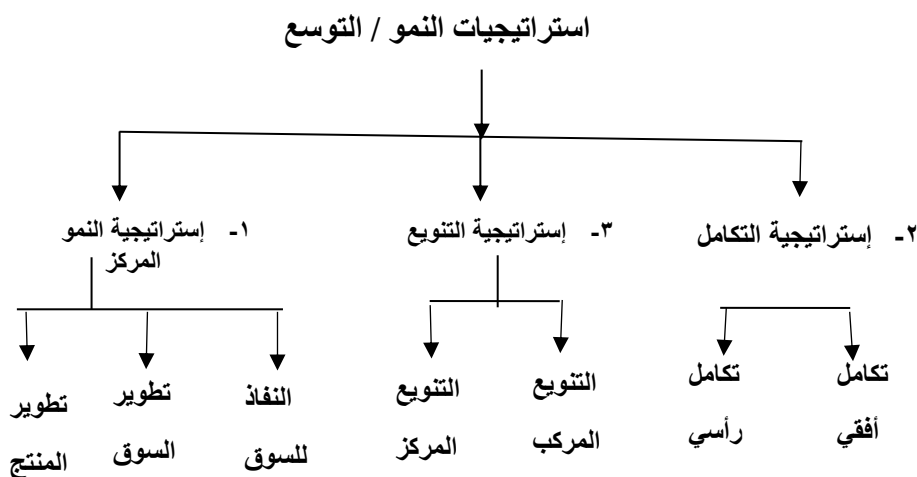 استراتيجيات النمو / التوسع
٢- إستراتيجية التكامل
٣- إستراتيجية التنويع
١- إستراتيجية النمو
المركز
تكامل
أفقي
تكامل
رأسي
التنويع
المركب
التنويع
المركز
النفاذ
للسوق
تطوير
السوق
تطوير
المنتج